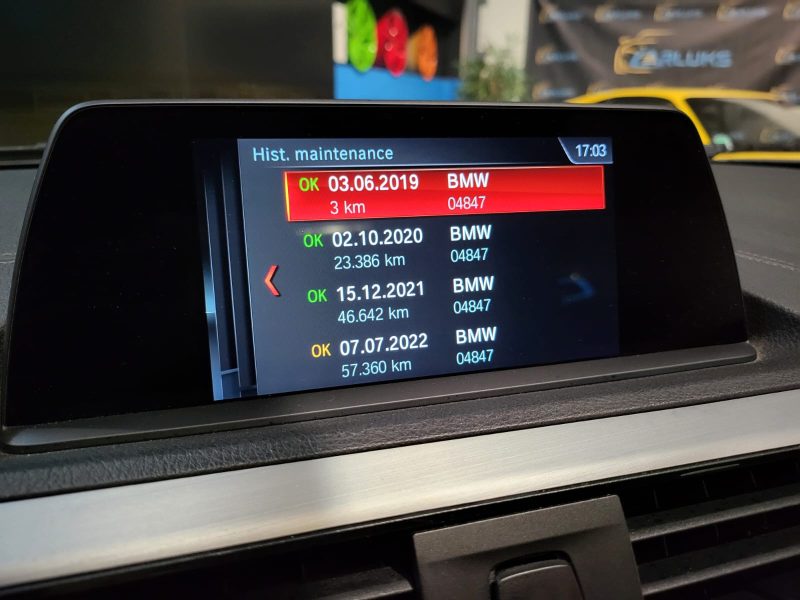 CARLUKS
Hist. maintenance 17:03
OK 03.06.2019 BMW
3 km 04847
OK 02.10.2020 BMW
23.386 km 04847
OK 15.12.2021 BMW
46.642 km 04847
OK 07.07.2022 BMW
57.360 km 04847